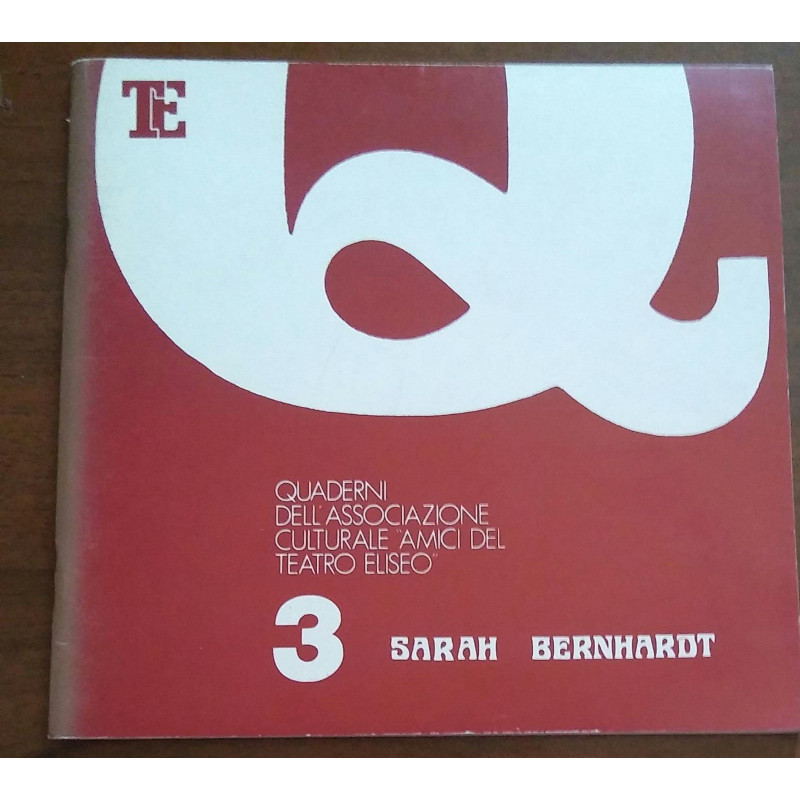 TE
Q
QUADERNI
DELL'ASSOCIAZIONE
CULTURALE "AMICI DEL
TEATRO ELISEO"
3 SARAH BERNHARDT